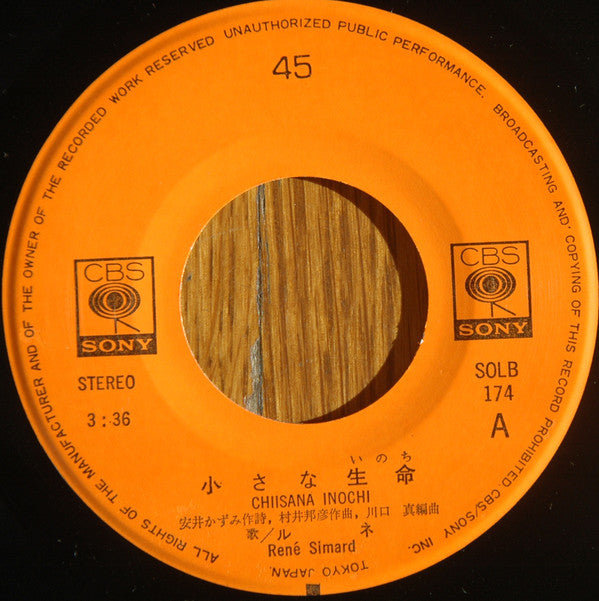 ALL RIGHTS OF THE MANUFACTURER AND OF THE OWNER OF THE RECORDED WORK RESERVED UNAUTHORIZED PUBLIC PERFORMANCE. BROADCASTING AND COPYING OF THIS RECORD PROHIBITED. CBS/SONY INC. TOKYO JAPAN.
45
CBS
SONY
CBS
SONY
STEREO
3:36
SOLB
174
A
いのち
小さな生命
CHIISANA INOCHI
安井かずみ作詩，村井邦彦作曲，川口 真編曲
歌／ルネ
René Simard